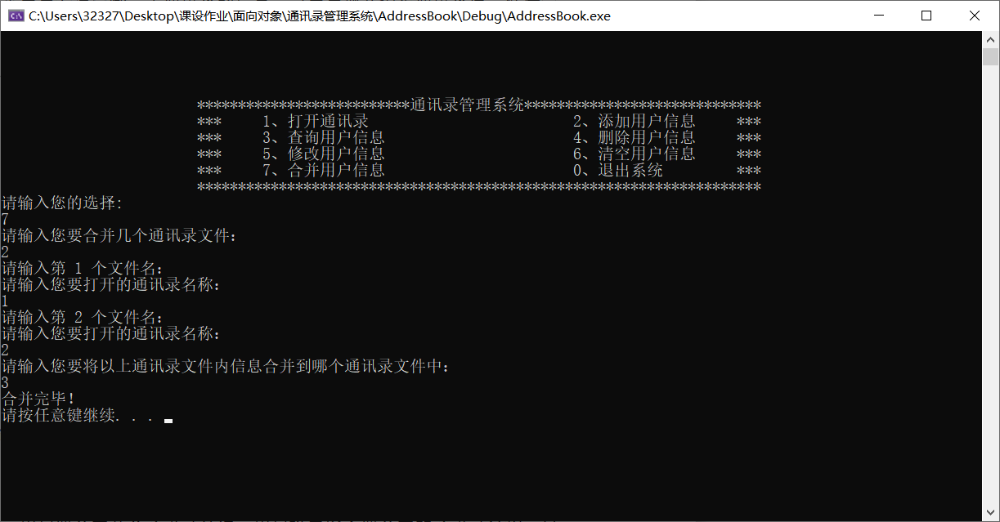 C:\Users\32327\Desktop\课设作业\面向对象\通讯录管理系统\AddressBook\Debug\AddressBook.exe
**************************通讯录管理系统*****************************
*** 1、打开通讯录 2、添加用户信息 ***
*** 3、查询用户信息 4、删除用户信息 ***
*** 5、修改用户信息 6、清空用户信息 ***
*** 7、合并用户信息 0、退出系统 ***
*********************************************************************
请输入您的选择:
7
请输入您要合并几个通讯录文件：
2
请输入第 1 个文件名：
请输入您要打开的通讯录名称：
1
请输入第 2 个文件名：
请输入您要打开的通讯录名称：
2
请输入您要将以上通讯录文件内信息合并到哪个通讯录文件中：
3
合并完毕！
请按任意键继续. . .